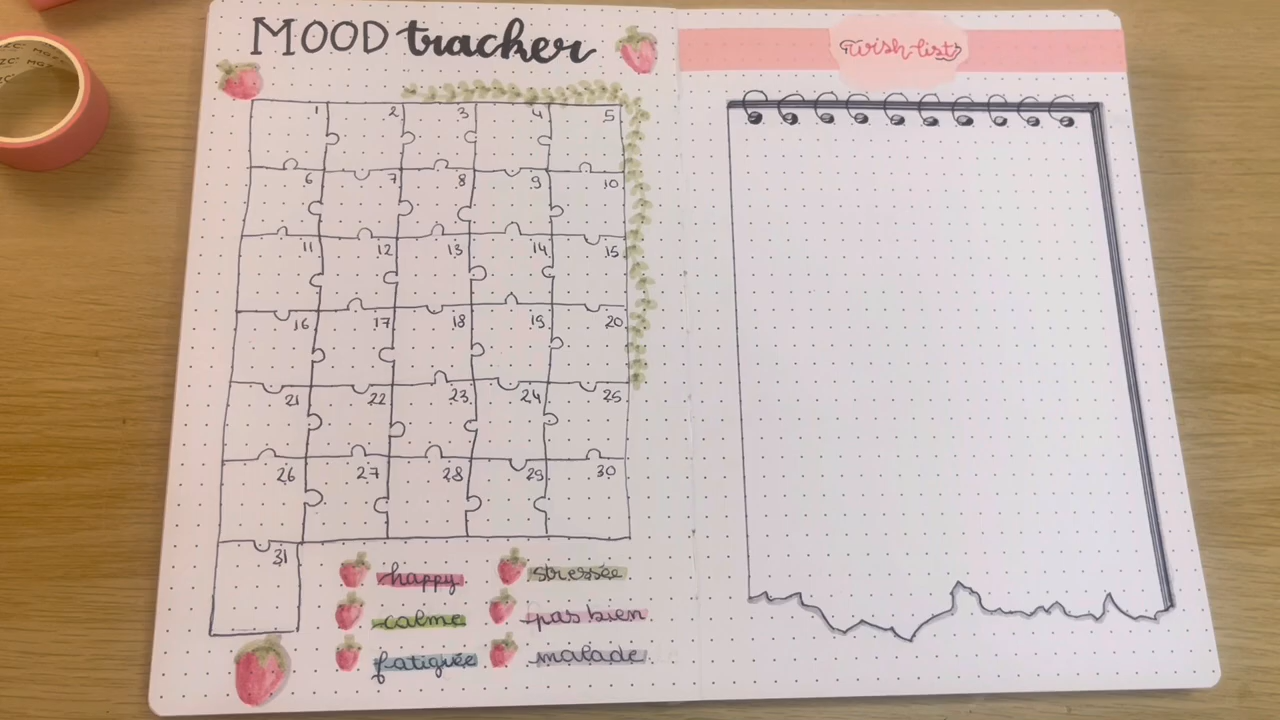 MOOD tracker
wish-list
1 2 3 4 5
6 7 8 9 10
11 12 13 14 15
16 17 18 19 20
21 22 23 24 25
26 27 28 29 30
31
happy stressée
calme pas bien
fatiguée malade